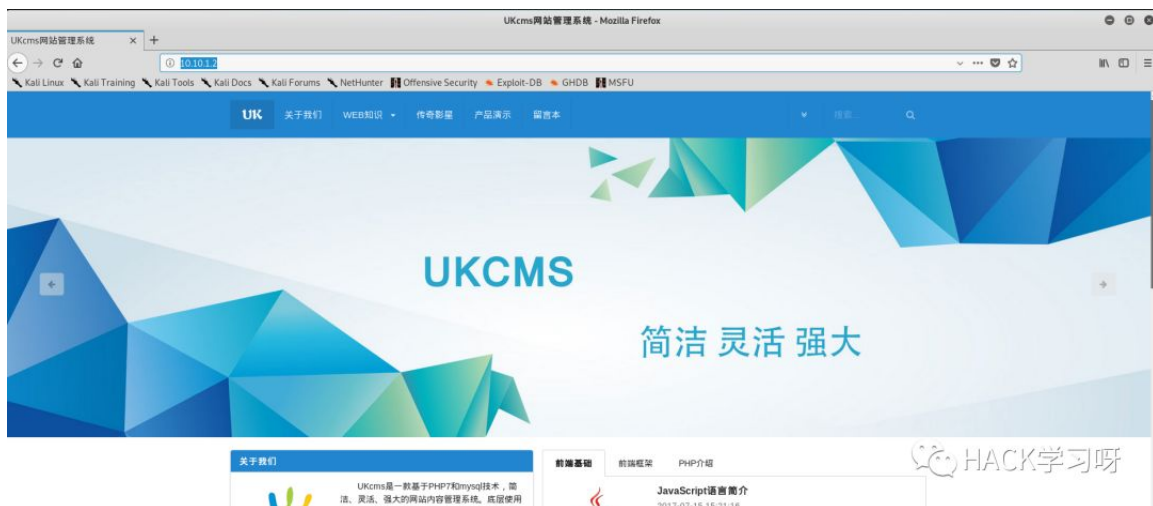 UKcms网站管理系统 - Mozilla Firefox
UKcms网站管理系统 × +
10.10.1.2
Kali Linux Kali Training Kali Tools Kali Docs Kali Forums NetHunter Offensive Security Exploit-DB GHDB MSFU
UK 关于我们 WEB知识 传奇影星 产品演示 留言本 搜索...
UKCMS
简洁 灵活 强大
关于我们
前端基础 前端框架 PHP介绍
UKcms是一款基于PHP7和mysql技术，简
洁、灵活、强大的网站内容管理系统。底层使用
JavaScript语言简介
2017-07-15 15:21:16
HACK学习呀